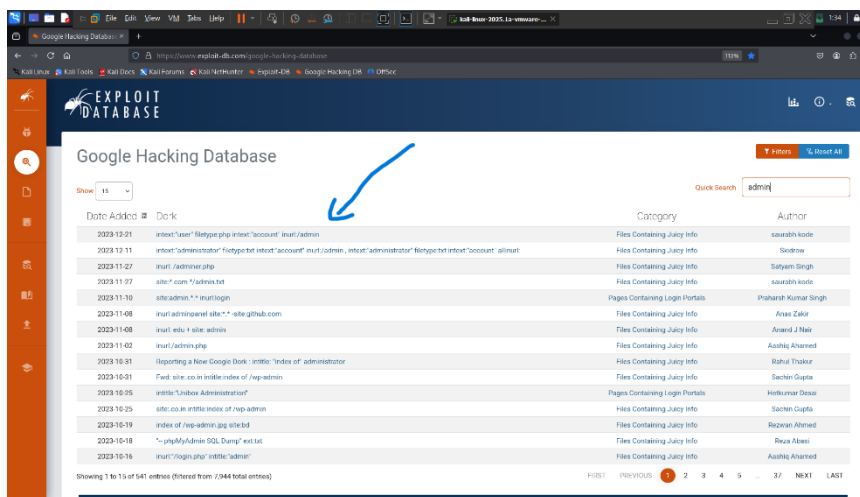 File Edit View VM Tabs Help kali-linux-2025.1a-vmware-... 1:34
Google Hacking Database
https://www.exploit-db.com/google-hacking-database 110%
Kali Linux Kali Tools Kali Docs Kali Forums Kali NetHunter Exploit-DB Google Hacking DB OffSec
EXPLOIT
DATABASE
Google Hacking Database Filters Reset All
Show 15 Quick Search admin
Date Added Dork Category Author
2023-12-21 intext:"user" filetype:php intext:"account" inurl:/admin Files Containing Juicy Info saurabh kode
2023-12-11 intext:"administrator" filetype:txt intext:"account" inurl:/admin , intext:"administrator" filetype:txt intext:"account" allinurl: Files Containing Juicy Info Skidrow
2023-11-27 inurl: /adminer.php Files Containing Juicy Info Satyam Singh
2023-11-27 site:*.com */admin.txt Files Containing Juicy Info saurabh kode
2023-11-10 site:admin.*.* inurl:login Pages Containing Login Portals Praharsh Kumar Singh
2023-11-08 inurl:adminpanel site:*.* -site:github.com Files Containing Juicy Info Anas Zakir
2023-11-08 inurl: edu + site: admin Files Containing Juicy Info Anand J Nair
2023-11-02 inurl:/admin.php Files Containing Juicy Info Aashiq Ahamed
2023-10-31 Reporting a New Google Dork : intitle: "index of" administrator Files Containing Juicy Info Rahul Thakur
2023-10-31 Fwd: site:.co.in intitle:index of /wp-admin Files Containing Juicy Info Sachin Gupta
2023-10-25 intitle:"Unibox Administration" Pages Containing Login Portals Hetkumar Desai
2023-10-25 site:.co.in intitle:index of /wp-admin Files Containing Juicy Info Sachin Gupta
2023-10-19 index of /wp-admin.jpg site:bd Files Containing Juicy Info Rezwan Ahmed
2023-10-18 "-- phpMyAdmin SQL Dump" ext:txt Files Containing Juicy Info Reza Abasi
2023-10-16 inurl:"/login.php" intitle:"admin" Files Containing Juicy Info Aashiq Ahamed
Showing 1 to 15 of 541 entries (filtered from 7,944 total entries) FIRST PREVIOUS 1 2 3 4 5 … 37 NEXT LAST